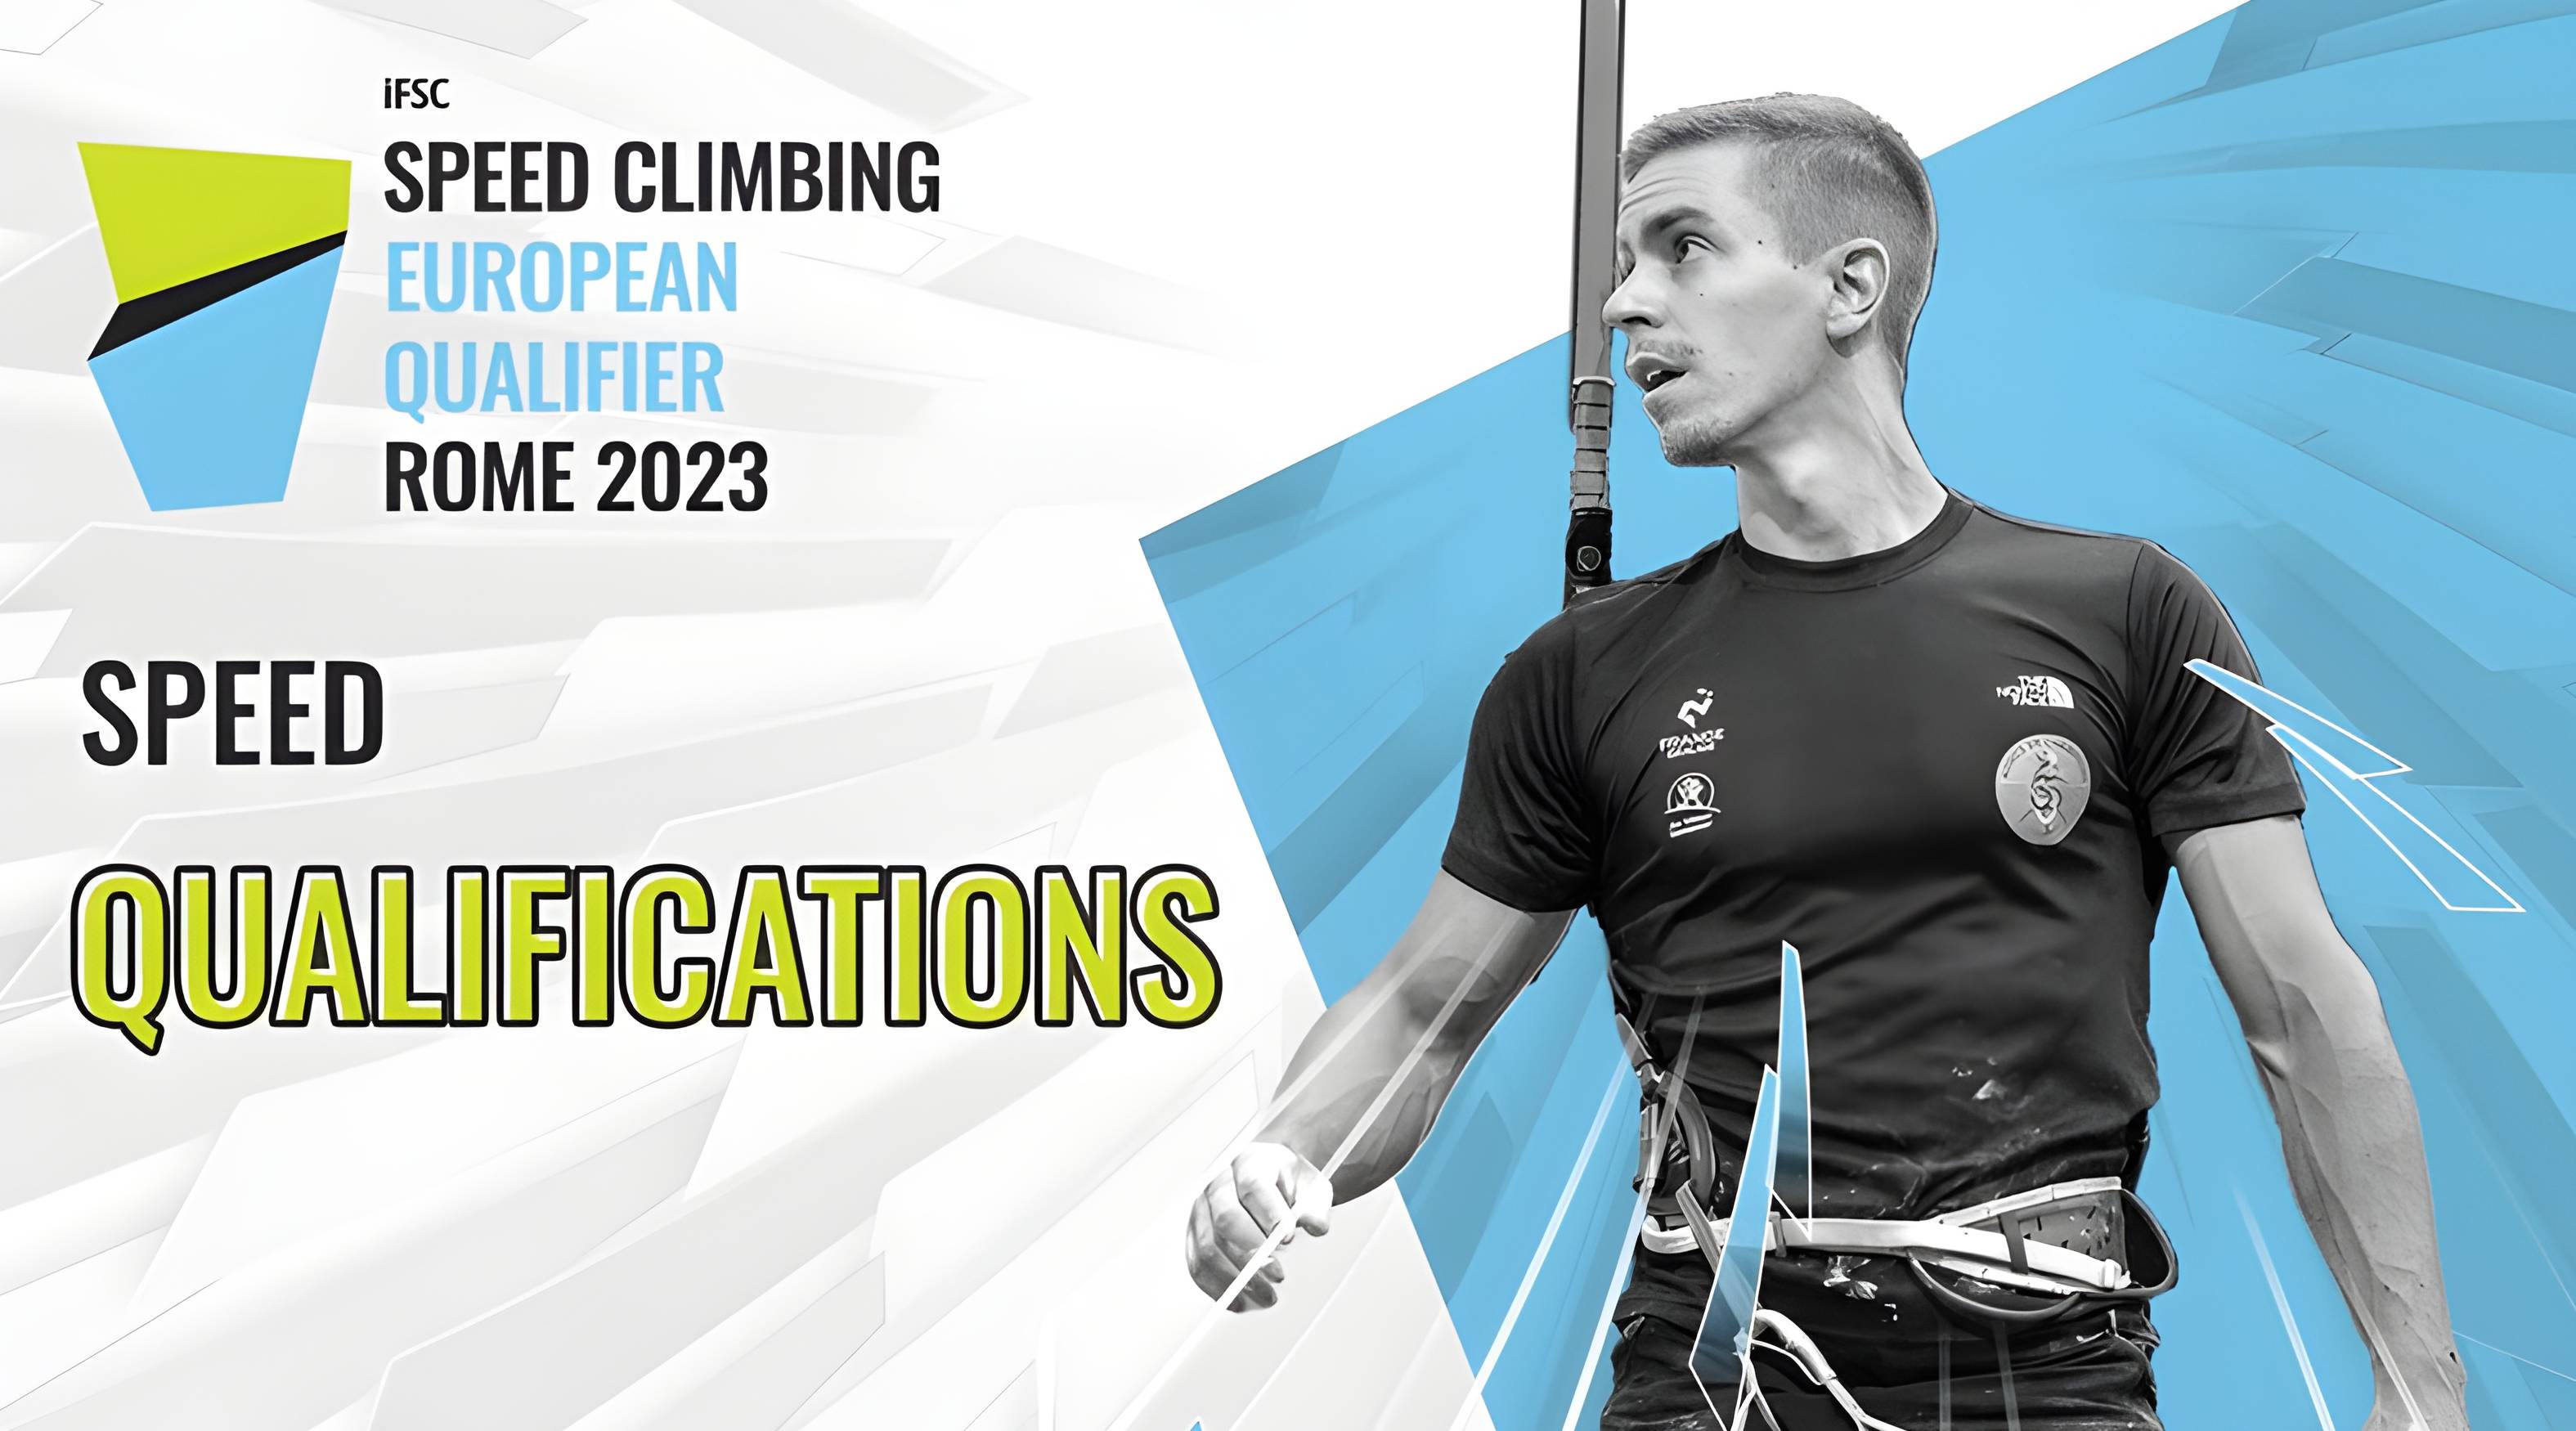 iFSC
SPEED CLIMBING
EUROPEAN
QUALIFIER
ROME 2023
SPEED
QUALIFICATIONS